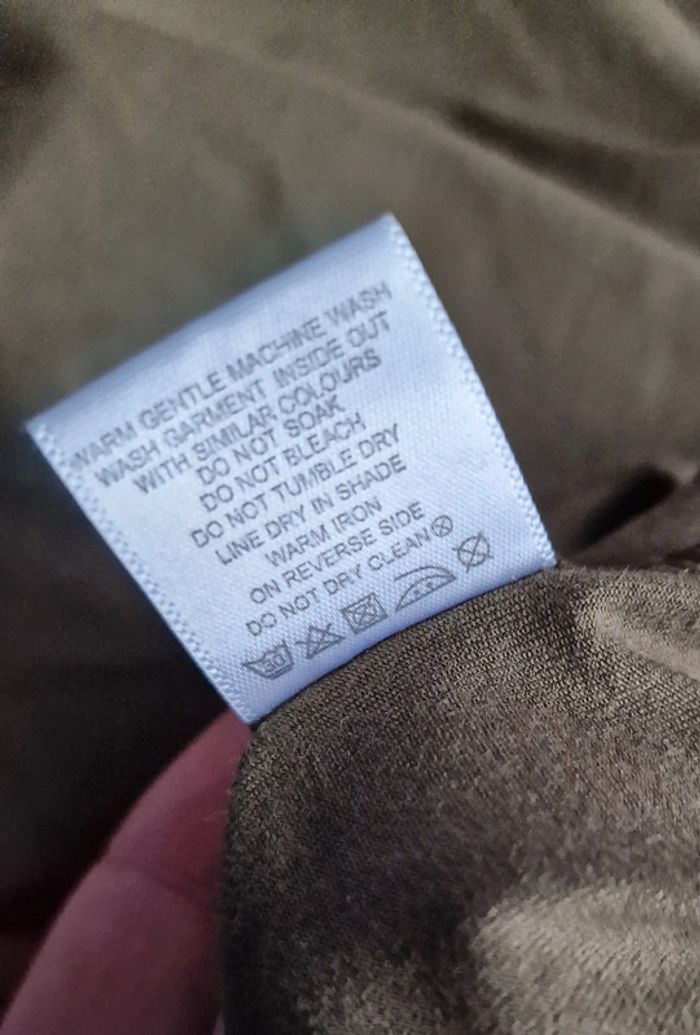 WARM GENTLE MACHINE WASH
WASH GARMENT INSIDE OUT
WITH SIMILAR COLOURS
DO NOT SOAK
DO NOT BLEACH
DO NOT TUMBLE DRY
LINE DRY IN SHADE
WARM IRON
ON REVERSE SIDE
DO NOT DRY CLEAN
30